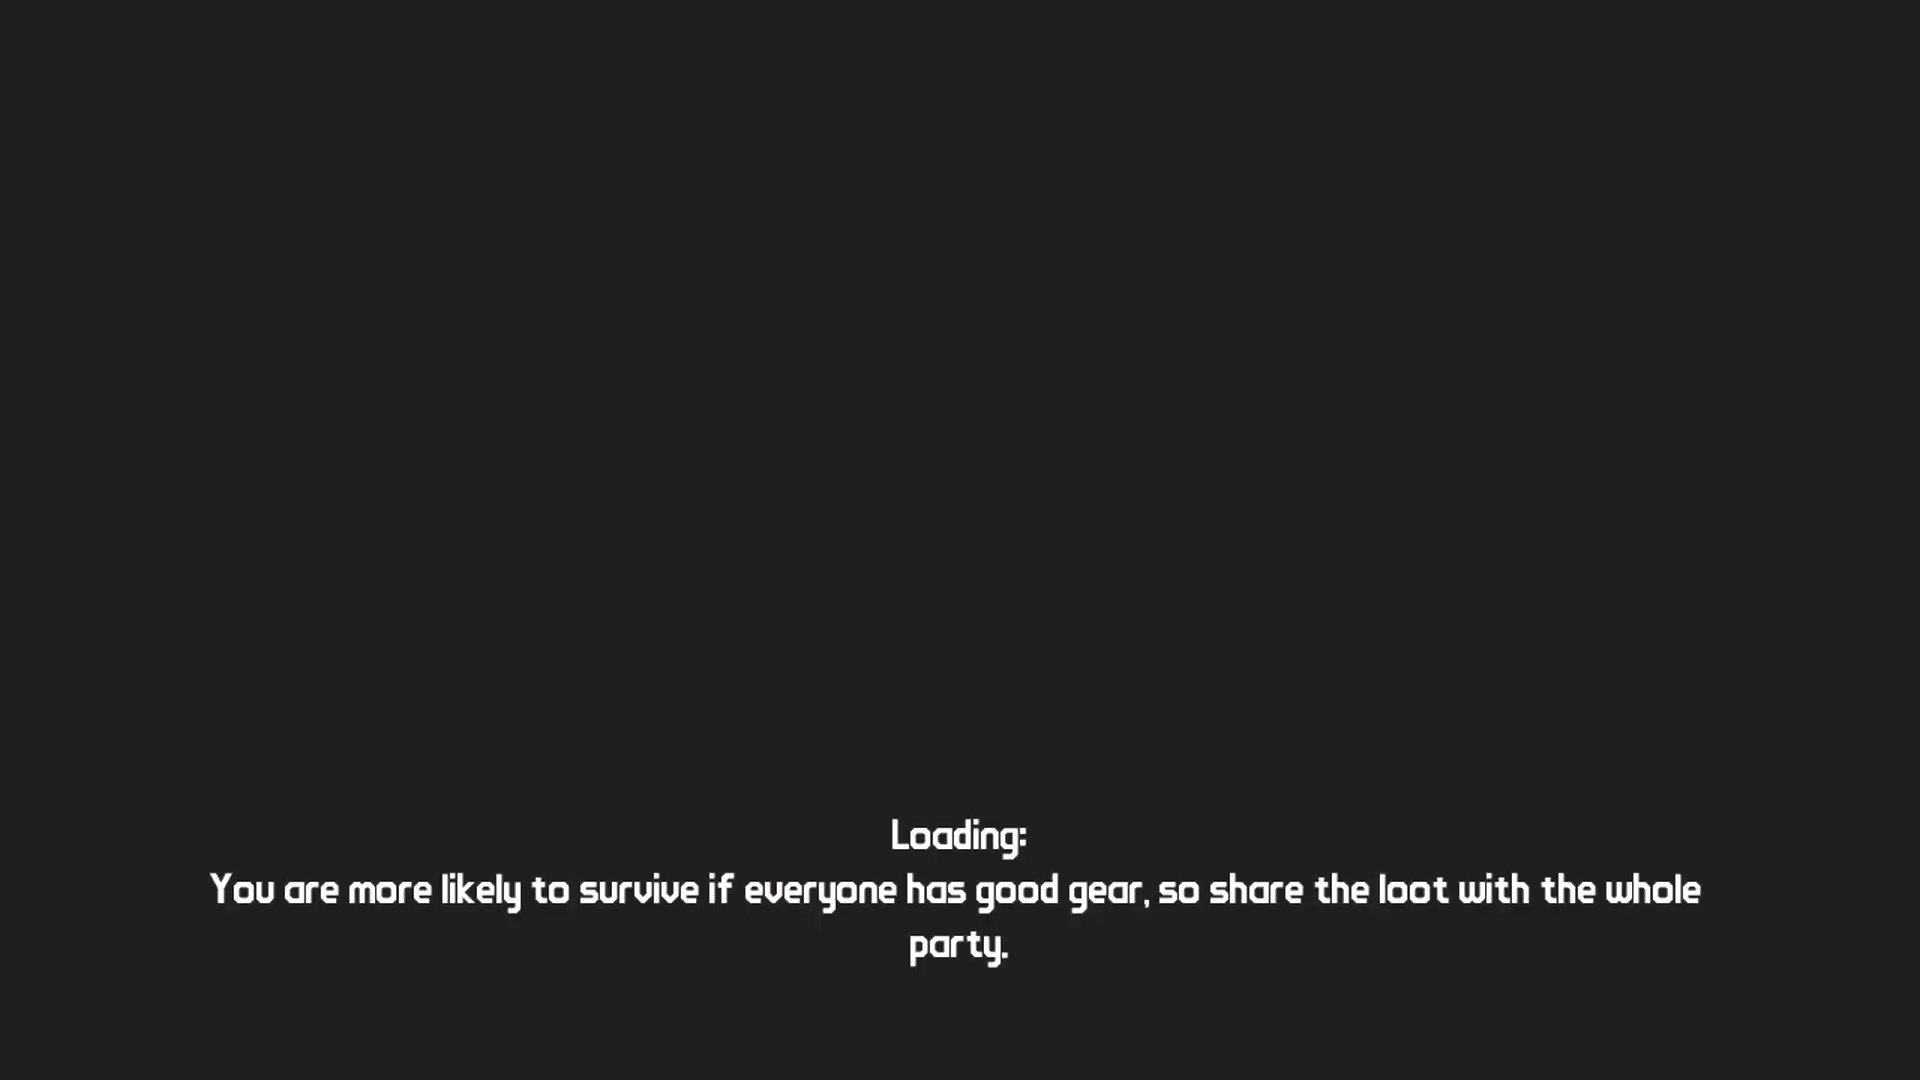 Loading:
You are more likely to survive if everyone has good gear, so share the loot with the whole
party.